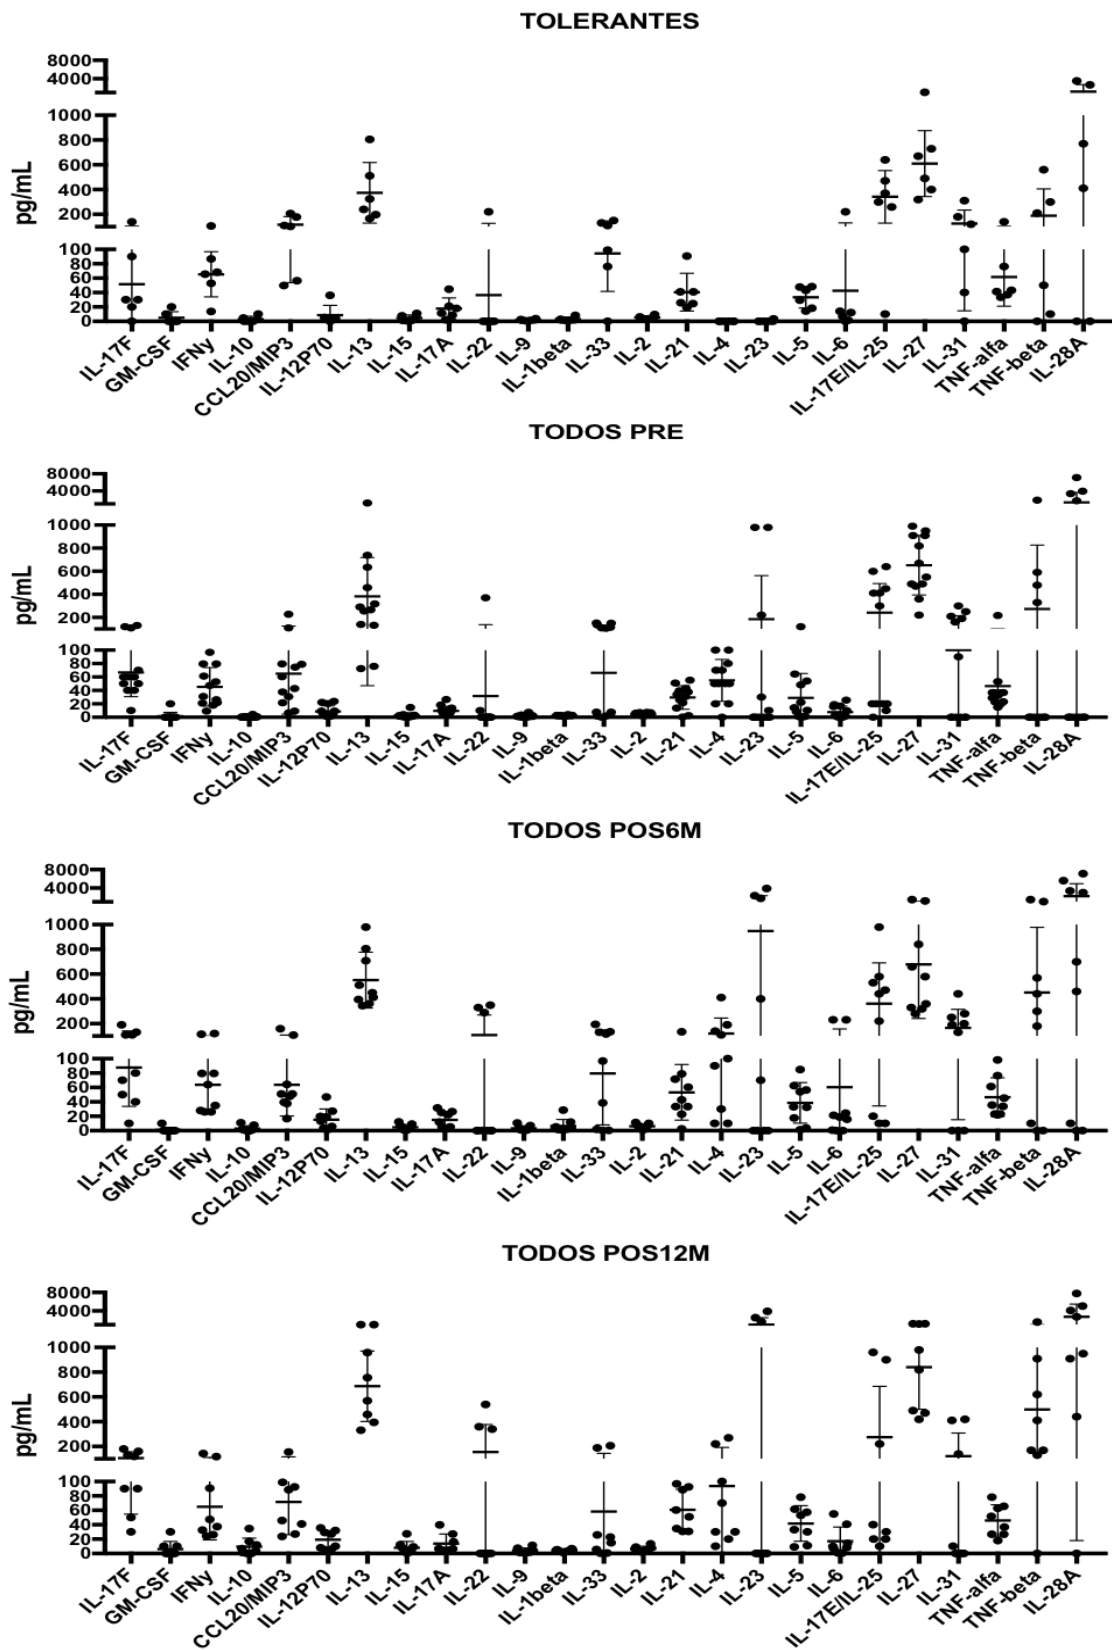 TOLERANTES
8000
4000
1000
800
600
400
200
100
80
60
40
20
0
pg/mL
IL-17F
GM-CSF
IFNy
IL-10
CCL20/MIP3
IL-12P70
IL-13
IL-15
IL-17A
IL-22
IL-9
IL-1beta
IL-33
IL-2
IL-21
IL-4
IL-23
IL-5
IL-6
IL-17E/IL-25
IL-27
IL-31
TNF-alfa
TNF-beta
IL-28A
TODOS PRE
8000
4000
1000
800
600
400
200
100
80
60
40
20
0
pg/mL
IL-17F
GM-CSF
IFNy
IL-10
CCL20/MIP3
IL-12P70
IL-13
IL-15
IL-17A
IL-22
IL-9
IL-1beta
IL-33
IL-2
IL-21
IL-4
IL-23
IL-5
IL-6
IL-17E/IL-25
IL-27
IL-31
TNF-alfa
TNF-beta
IL-28A
TODOS POS6M
8000
4000
1000
800
600
400
200
100
80
60
40
20
0
pg/mL
IL-17F
GM-CSF
IFNy
IL-10
CCL20/MIP3
IL-12P70
IL-13
IL-15
IL-17A
IL-22
IL-9
IL-1beta
IL-33
IL-2
IL-21
IL-4
IL-23
IL-5
IL-6
IL-17E/IL-25
IL-27
IL-31
TNF-alfa
TNF-beta
IL-28A
TODOS POS12M
8000
4000
1000
800
600
400
200
100
80
60
40
20
0
pg/mL
IL-17F
GM-CSF
IFNy
IL-10
CCL20/MIP3
IL-12P70
IL-13
IL-15
IL-17A
IL-22
IL-9
IL-1beta
IL-33
IL-2
IL-21
IL-4
IL-23
IL-5
IL-6
IL-17E/IL-25
IL-27
IL-31
TNF-alfa
TNF-beta
IL-28A